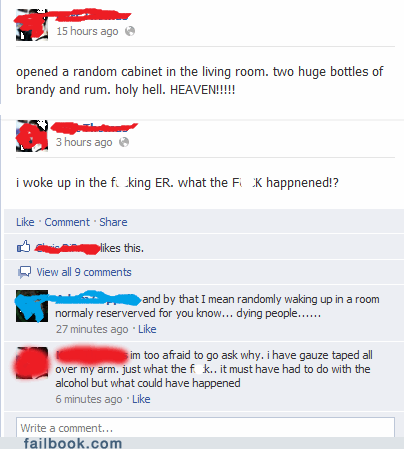 15 hours ago
opened a random cabinet in the living room. two huge bottles of
brandy and rum. holy hell. HEAVEN!!!!!
3 hours ago
i woke up in the f king ER. what the F K happnened!?
Like · Comment · Share
likes this.
View all 9 comments
and by that I mean randomly waking up in a room
normaly reserverved for you know... dying people......
27 minutes ago · Like
im too afraid to go ask why. i have gauze taped all
over my arm. just what the f k.. it must have had to do with the
alcohol but what could have happened
6 minutes ago · Like
Write a comment...
failbook.com